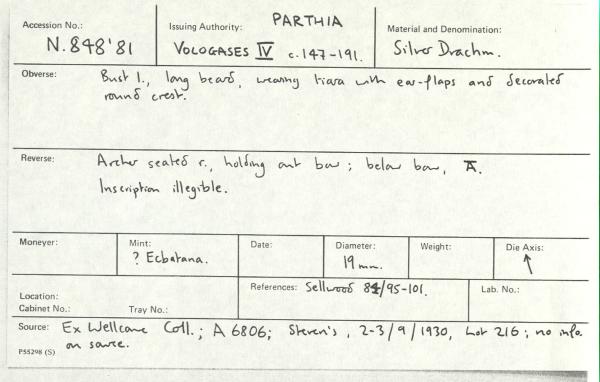 Accession No.: N.848'81
Issuing Authority: PARTHIA
VOLOGASES IV c.147-191.
Material and Denomination: Silver Drachm.
Obverse: Bust l., long beard, wearing tiara with ear-flaps and decorated
round crest.
Reverse: Archer seated r., holding out bow; below bow, A̅.
Inscription illegible.
Moneyer:
Mint: ? Ecbatana.
Date:
Diameter: 19 mm.
Weight:
Die Axis: ↖
Location:
Cabinet No.: Tray No.:
References: Sellwood 84/95-101.
Lab. No.:
Source: Ex Wellcome Coll.; A 6806; Steven's, 2-3/9/1930, Lot 216; no info.
on source.
P55298 (S)